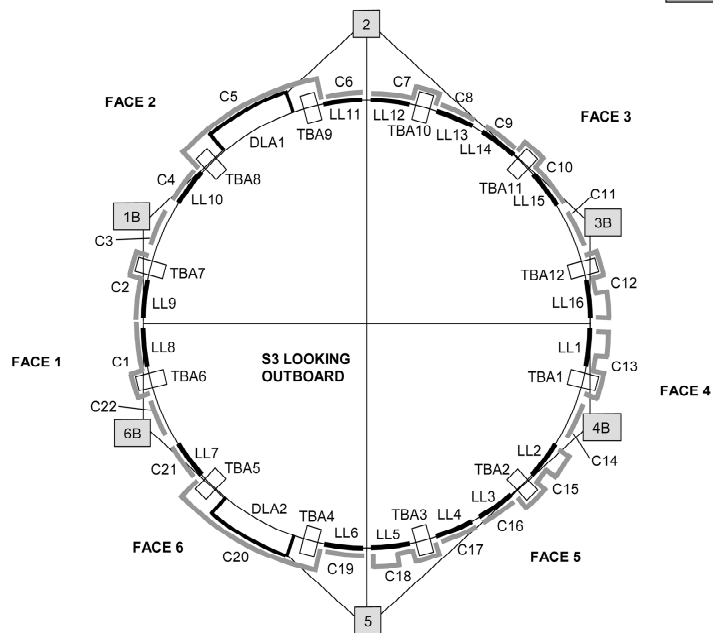 2
C5
C6
C7
FACE 2
C8
FACE 3
LL11
LL12
C9
DLA1
TBA9
TBA10
LL13
LL14
C4
TBA8
TBA11
C10
LL10
LL15
C11
1B
3B
C3
TBA7
TBA12
C2
C12
LL9
LL16
LL8
LL1
FACE 1
C1
S3 LOOKING
OUTBOARD
C13
TBA6
TBA1
FACE 4
C22
6B
4B
LL7
LL2
C14
C21
TBA5
TBA2
C15
DLA2
LL3
TBA4
TBA3
LL4
C16
LL6
LL5
FACE 6
C17
C20
C19
C18
FACE 5
5